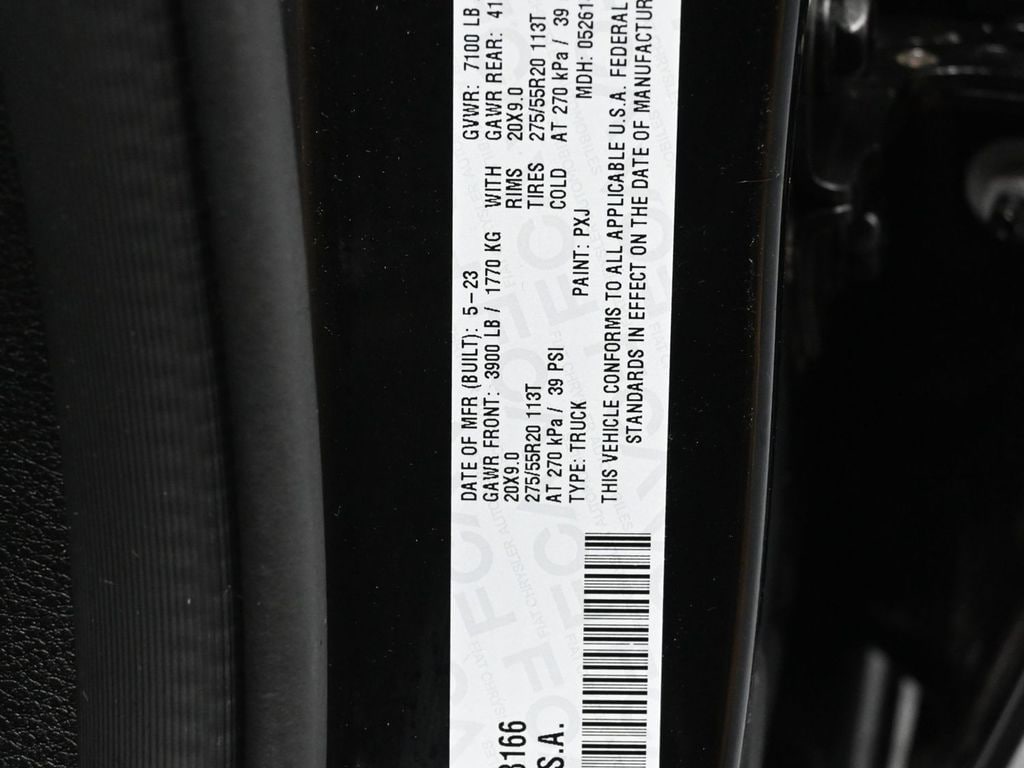 DATE OF MFR (BUILT): 5-23 GVWR: 7100 LB
GAWR FRONT: 3900 LB / 1770 KG WITH GAWR REAR: 41
20X9.0 RIMS 20X9.0
275/55R20 113T TIRES 275/55R20 113T
AT 270 kPa / 39 PSI COLD AT 270 kPa / 39
TYPE: TRUCK PAINT: PXJ MDH: 05261
THIS VEHICLE CONFORMS TO ALL APPLICABLE U.S.A. FEDERAL
STANDARDS IN EFFECT ON THE DATE OF MANUFACTUR
3166
S.A.